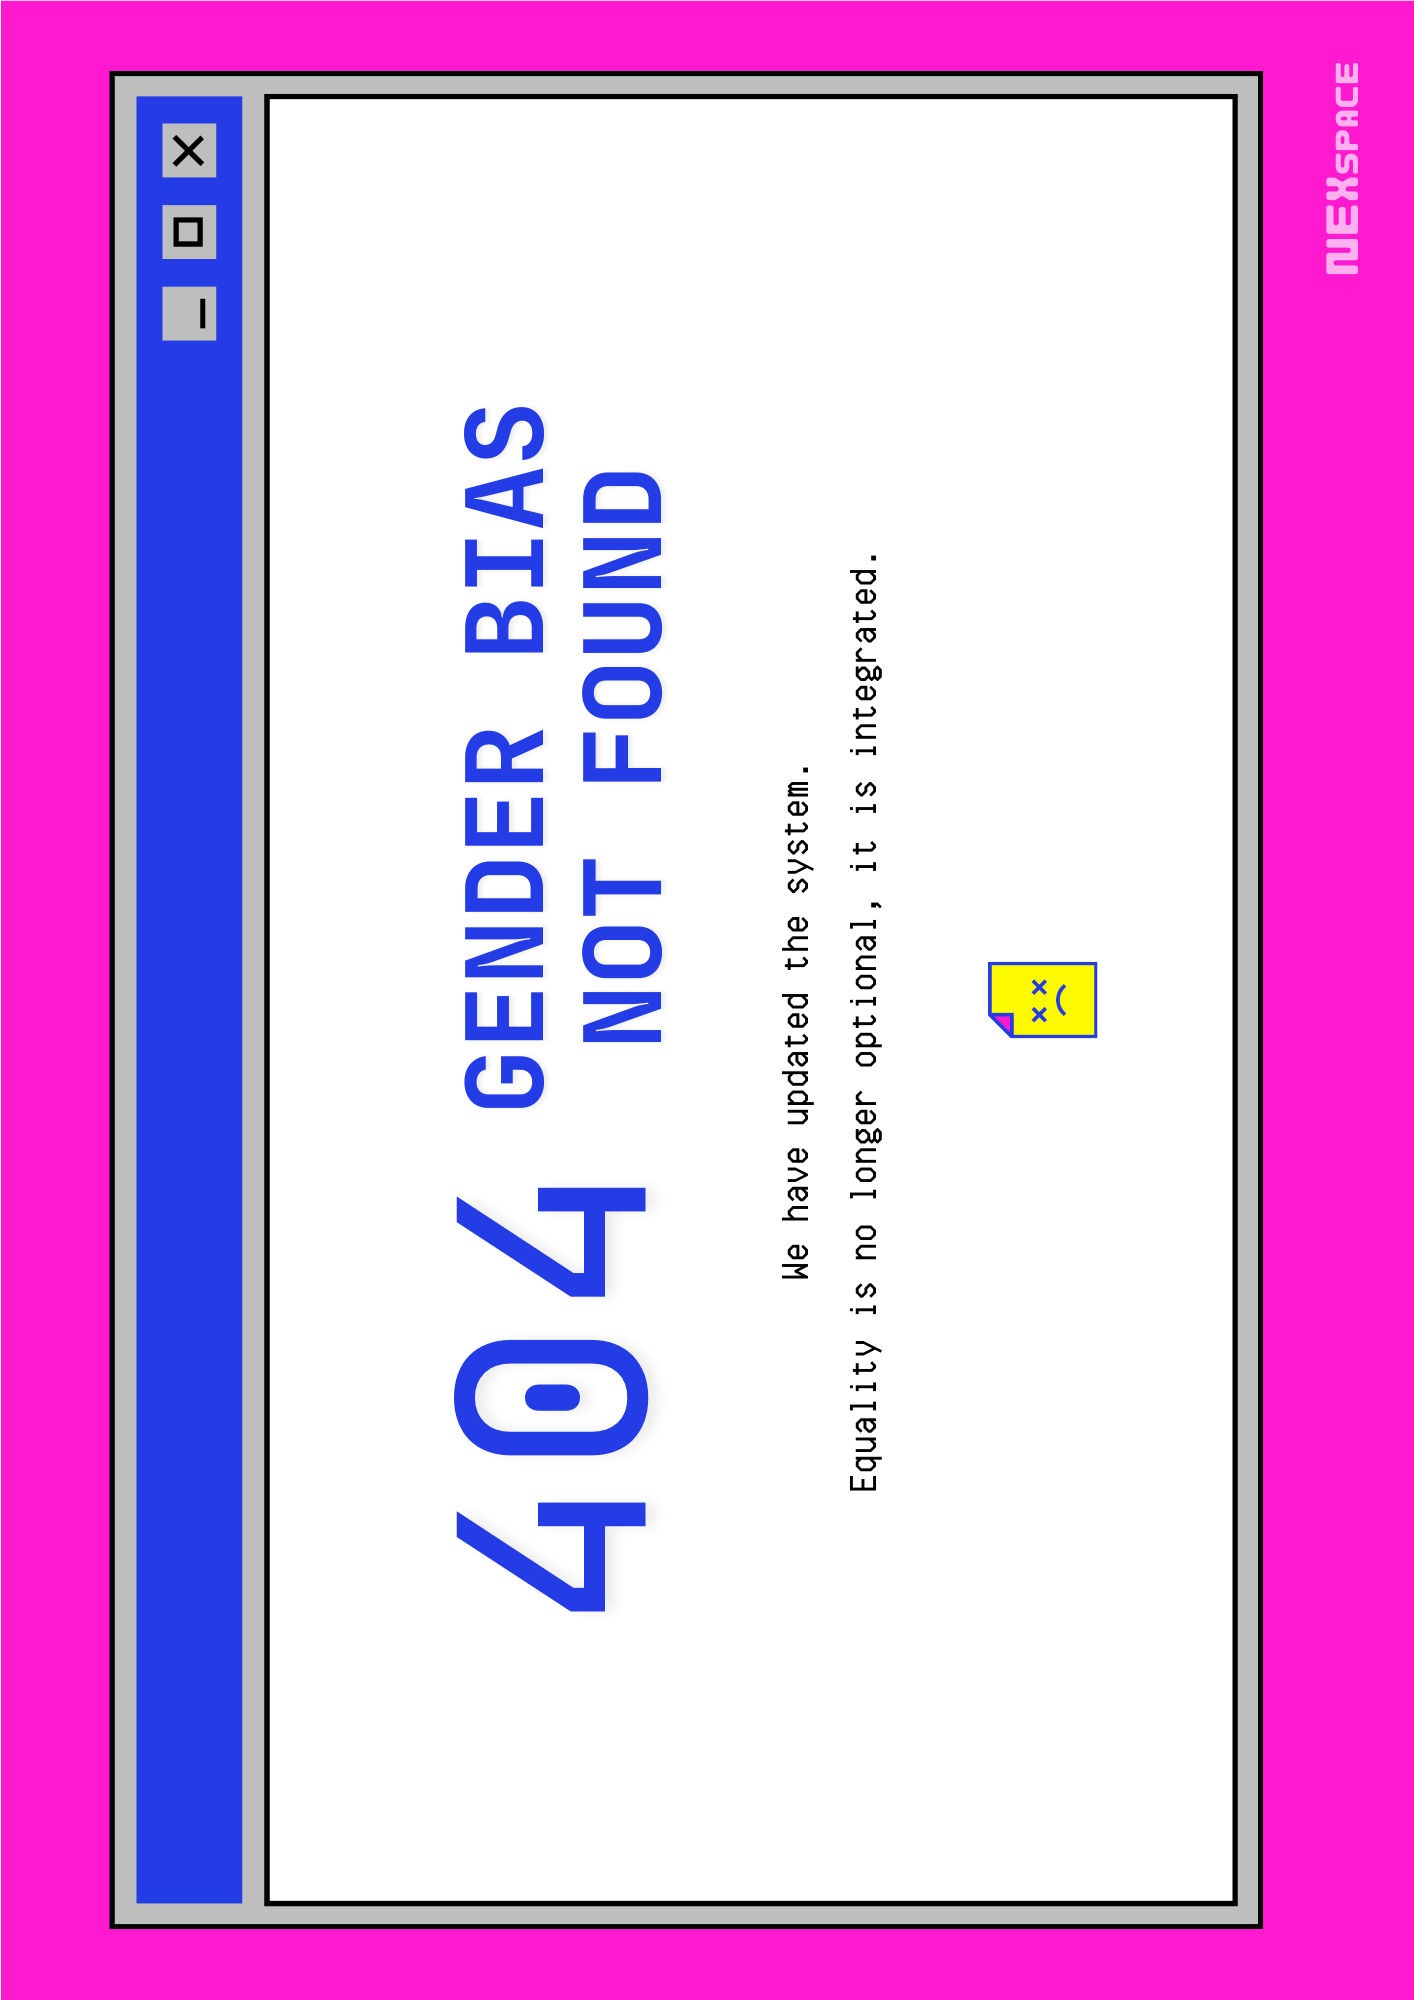 404
GENDER BIAS
NOT FOUND
We have updated the system.
Equality is no longer optional, it is integrated.
NEXSPACE